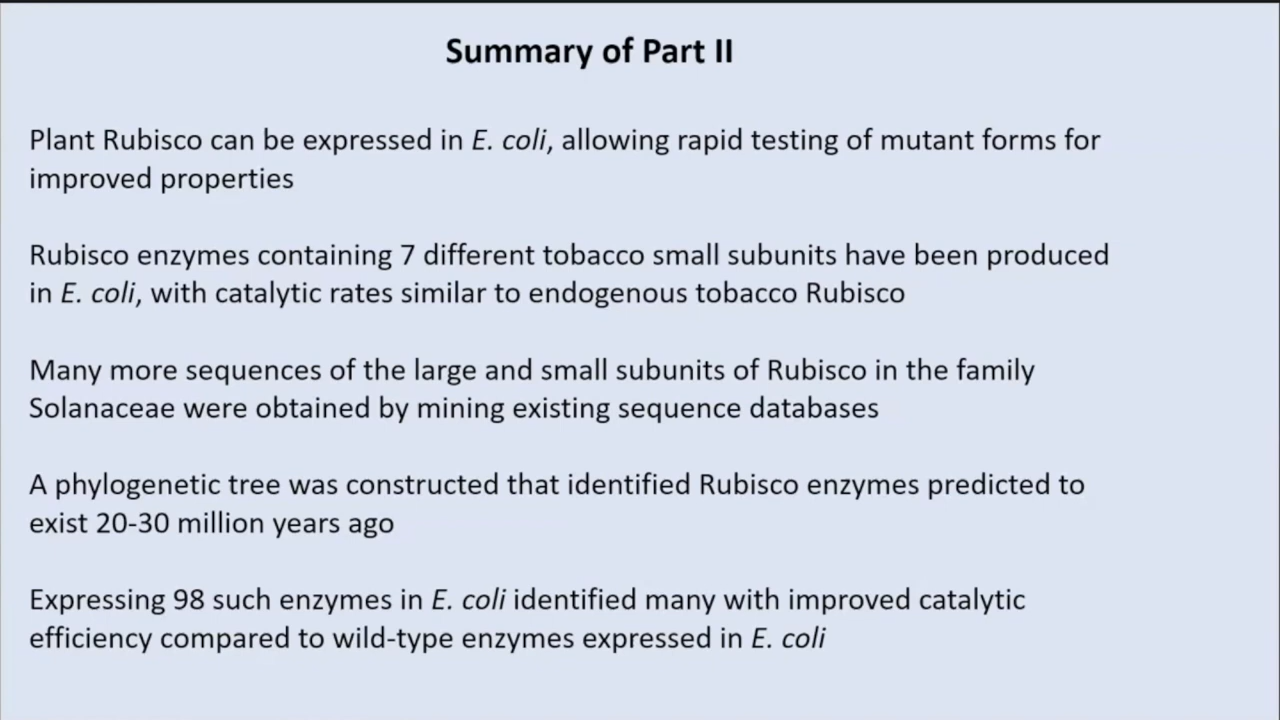 Summary of Part II
Plant Rubisco can be expressed in E. coli, allowing rapid testing of mutant forms for
improved properties
Rubisco enzymes containing 7 different tobacco small subunits have been produced
in E. coli, with catalytic rates similar to endogenous tobacco Rubisco
Many more sequences of the large and small subunits of Rubisco in the family
Solanaceae were obtained by mining existing sequence databases
A phylogenetic tree was constructed that identified Rubisco enzymes predicted to
exist 20-30 million years ago
Expressing 98 such enzymes in E. coli identified many with improved catalytic
efficiency compared to wild-type enzymes expressed in E. coli